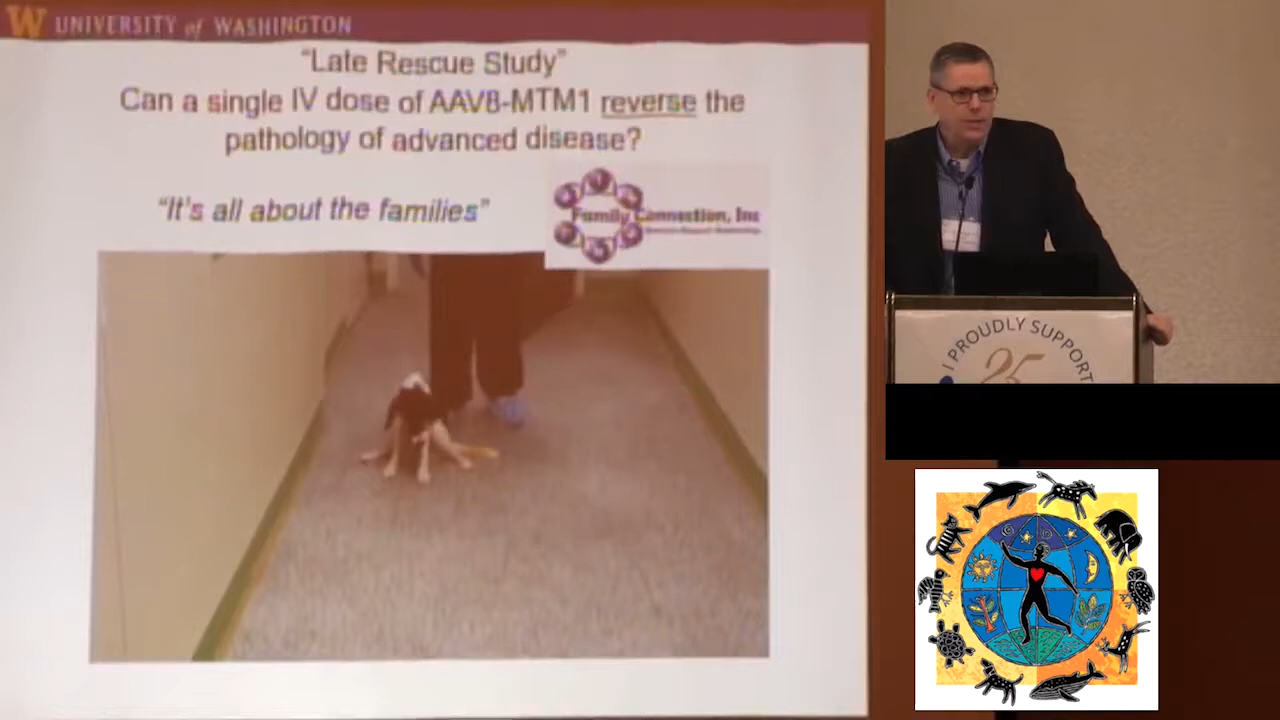 W UNIVERSITY of WASHINGTON
“Late Rescue Study”
Can a single IV dose of AAV8-MTM1 reverse the
pathology of advanced disease?
“It's all about the families”
Family Connection, Inc
I PROUDLY SUPPORT
25